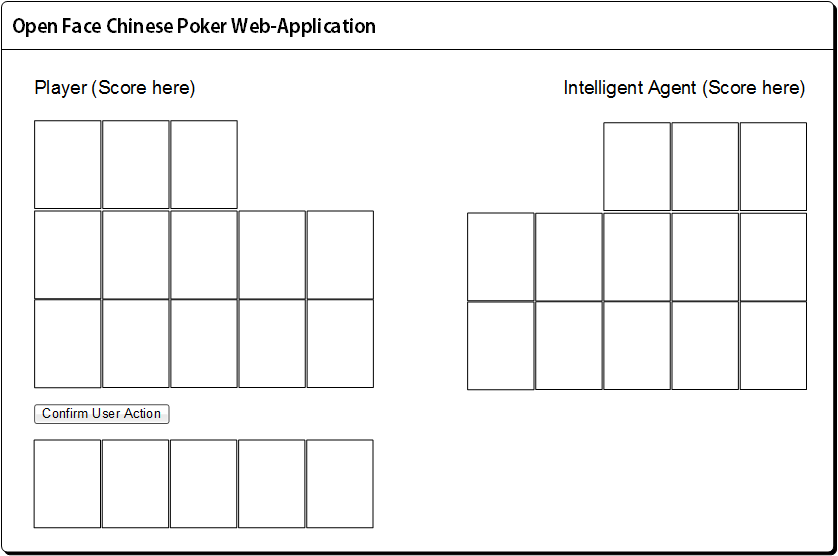 Open Face Chinese Poker Web-Application
Player (Score here)
Intelligent Agent (Score here)
Confirm User Action